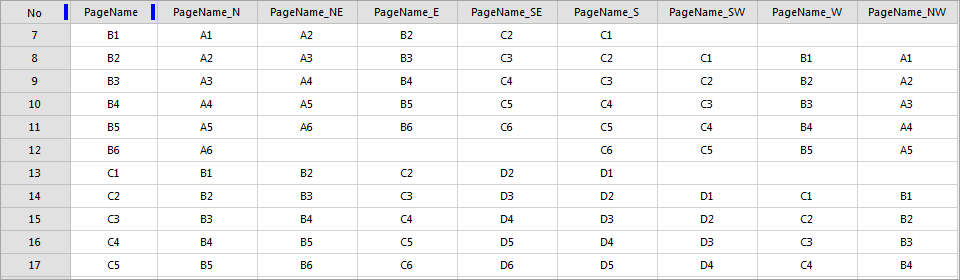 No PageName PageName_N PageName_NE PageName_E PageName_SE PageName_S PageName_SW PageName_W PageName_NW
7 B1 A1 A2 B2 C2 C1
8 B2 A2 A3 B3 C3 C2 C1 B1 A1
9 B3 A3 A4 B4 C4 C3 C2 B2 A2
10 B4 A4 A5 B5 C5 C4 C3 B3 A3
11 B5 A5 A6 B6 C6 C5 C4 B4 A4
12 B6 A6 C6 C5 B5 A5
13 C1 B1 B2 C2 D2 D1
14 C2 B2 B3 C3 D3 D2 D1 C1 B1
15 C3 B3 B4 C4 D4 D3 D2 C2 B2
16 C4 B4 B5 C5 D5 D4 D3 C3 B3
17 C5 B5 B6 C6 D6 D5 D4 C4 B4